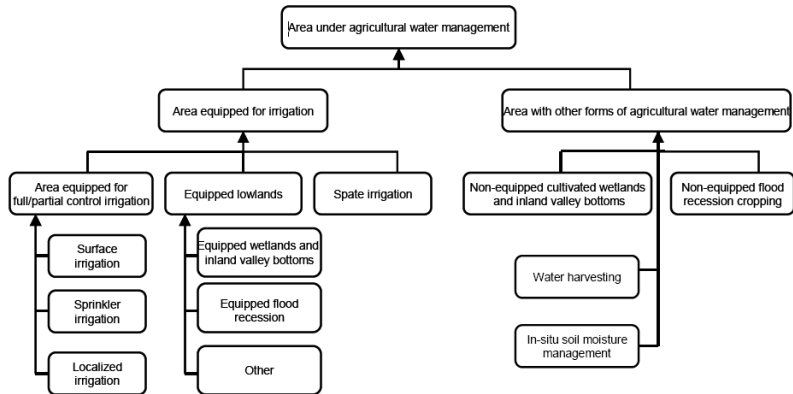 Area under agricultural water management
Area equipped for irrigation
Area with other forms of agricultural water management
Area equipped for
full/partial control irrigation
Equipped lowlands
Spate irrigation
Non-equipped cultivated wetlands
and inland valley bottoms
Non-equipped flood
recession cropping
Surface
irrigation
Equipped wetlands and
inland valley bottoms
Water harvesting
Sprinkler
irrigation
Equipped flood
recession
In-situ soil moisture
management
Localized
irrigation
Other